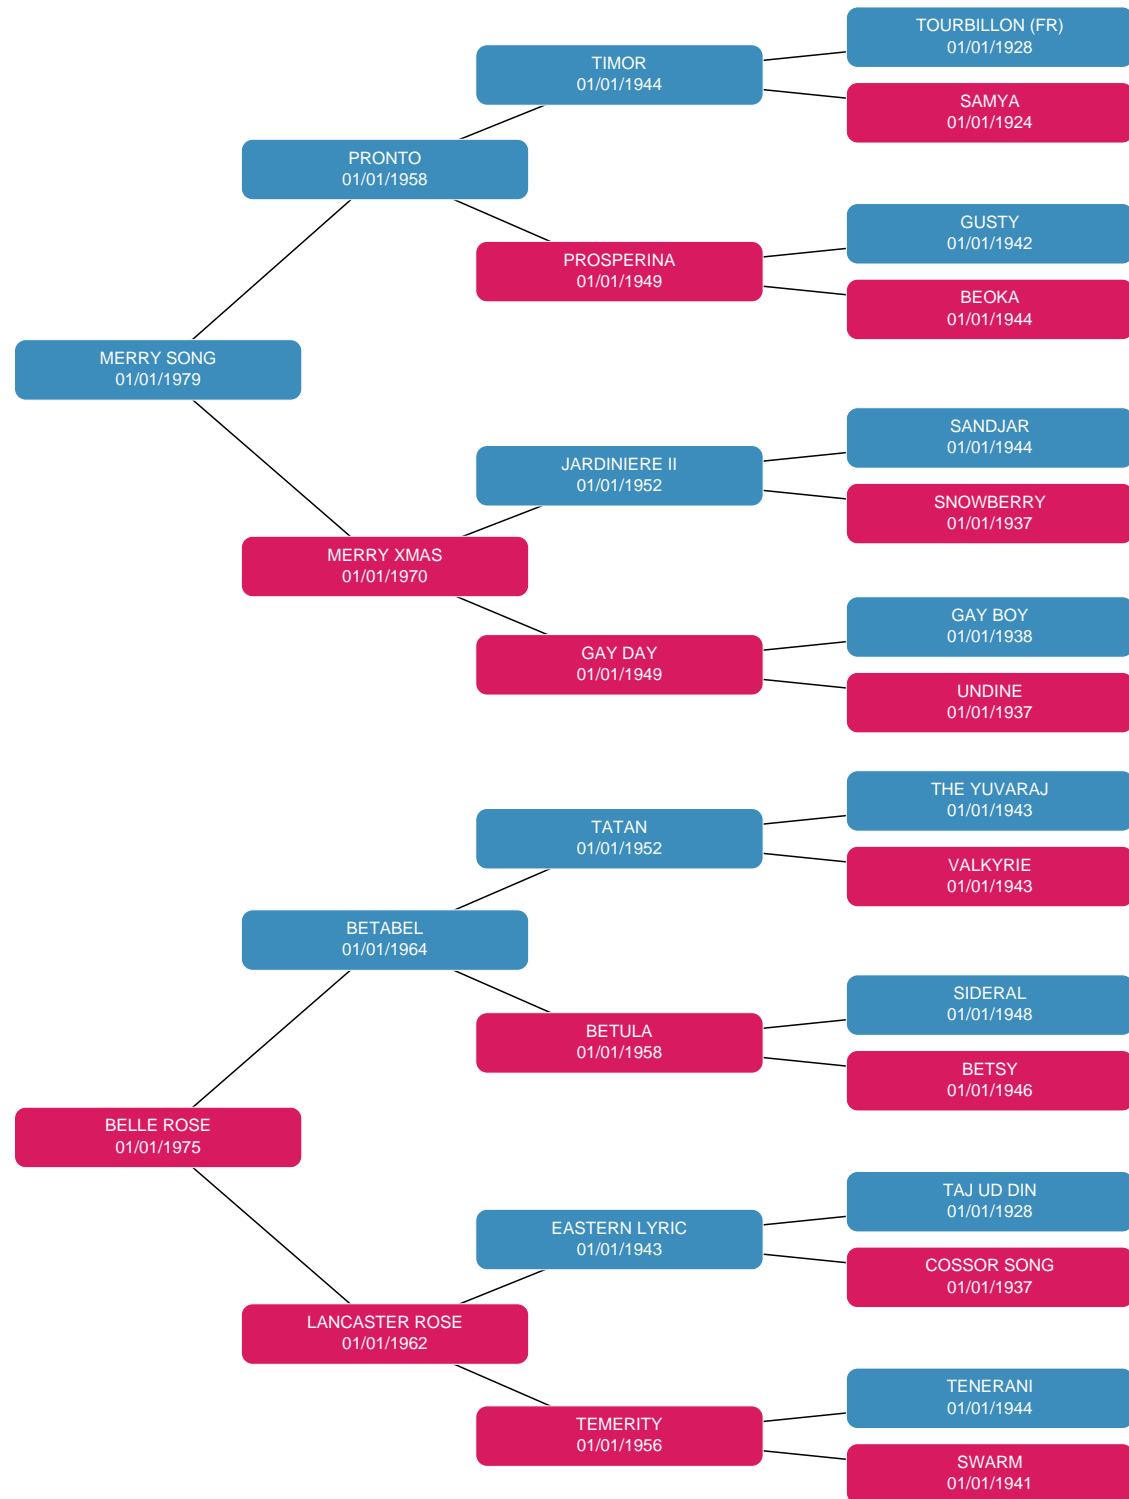 TOURBILLON (FR)
01/01/1928
TIMOR
01/01/1944
SAMYA
01/01/1924
PRONTO
01/01/1958
GUSTY
01/01/1942
PROSPERINA
01/01/1949
BEOKA
01/01/1944
MERRY SONG
01/01/1979
SANDJAR
01/01/1944
JARDINIERE II
01/01/1952
SNOWBERRY
01/01/1937
MERRY XMAS
01/01/1970
GAY BOY
01/01/1938
GAY DAY
01/01/1949
UNDINE
01/01/1937
THE YUVARAJ
01/01/1943
TATAN
01/01/1952
VALKYRIE
01/01/1943
BETABEL
01/01/1964
SIDERAL
01/01/1948
BETULA
01/01/1958
BETSY
01/01/1946
BELLE ROSE
01/01/1975
TAJ UD DIN
01/01/1928
EASTERN LYRIC
01/01/1943
COSSOR SONG
01/01/1937
LANCASTER ROSE
01/01/1962
TENERANI
01/01/1944
TEMERITY
01/01/1956
SWARM
01/01/1941